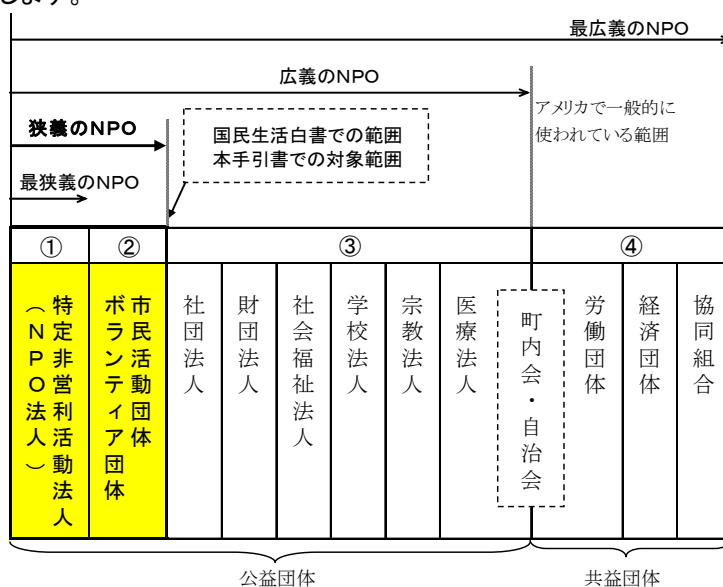 します。
最広義のNPO
広義のNPO
アメリカで一般的に
使われている範囲
狭義のNPO
国民生活白書での範囲
本手引書での対象範囲
最狭義のNPO
①
②
③
④
特定非営利活動法人
（NPO法人）
市民活動団体
ボランティア団体
社団法人
財団法人
社会福祉法人
学校法人
宗教法人
医療法人
町内会・自治会
労働団体
経済団体
協同組合
公益団体
共益団体